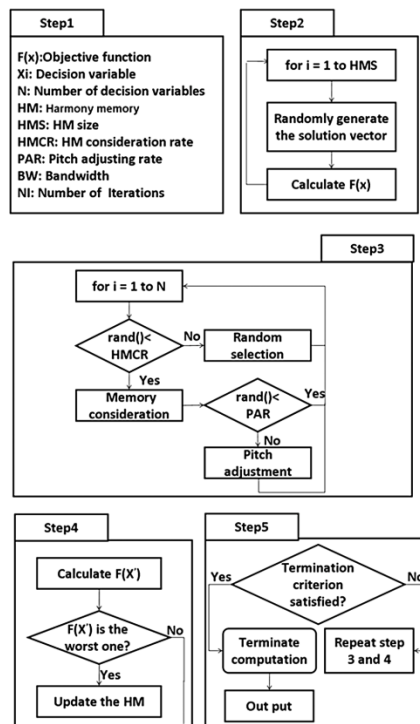 Step1
F(x):Objective function
Xi: Decision variable
N: Number of decision variables
HM: Harmony memory
HMS: HM size
HMCR: HM consideration rate
PAR: Pitch adjusting rate
BW: Bandwidth
NI: Number of Iterations
Step2
for i = 1 to HMS
Randomly generate
the solution vector
Calculate F(x)
Step3
for i = 1 to N
rand()<
HMCR
No
Random
selection
Yes
Memory
consideration
rand()<
PAR
Yes
No
Pitch
adjustment
Step4
Calculate F(X')
F(X') is the
worst one?
No
Yes
Update the HM
Step5
Termination
criterion
satisfied?
Yes
No
Terminate
computation
Repeat step
3 and 4
Out put